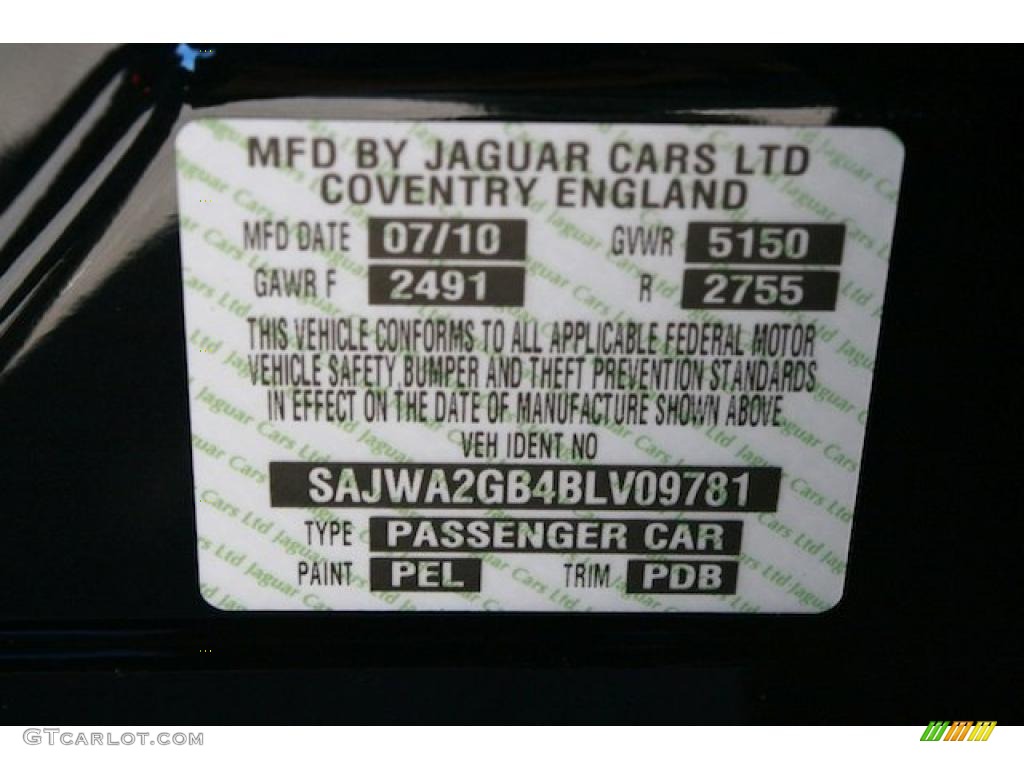 MFD BY JAGUAR CARS LTD
COVENTRY ENGLAND
MFD DATE 07/10 GVWR 5150
GAWR F 2491 R 2755
THIS VEHICLE CONFORMS TO ALL APPLICABLE FEDERAL MOTOR
VEHICLE SAFETY, BUMPER AND THEFT PREVENTION STANDARDS
IN EFFECT ON THE DATE OF MANUFACTURE SHOWN ABOVE
VEH IDENT NO
SAJWA2GB4BLV09781
TYPE PASSENGER CAR
PAINT PEL TRIM PDB
GTCarLot.com